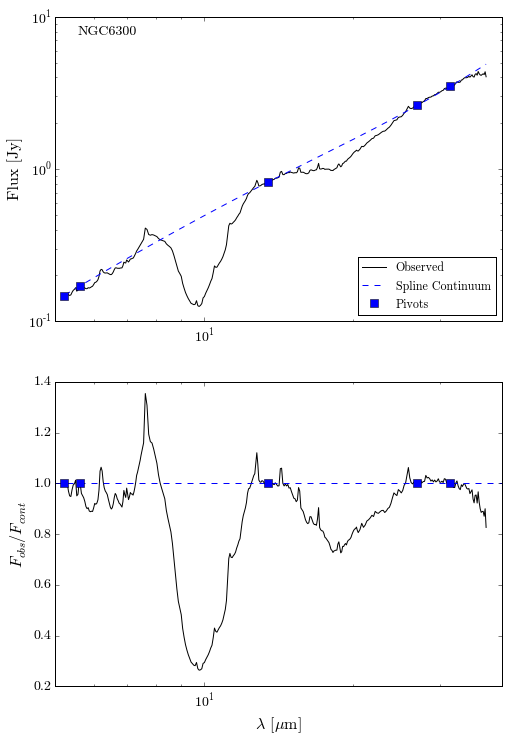 NGC6300
10^1
10^0
10^-1
Flux [Jy]
Observed
Spline Continuum
Pivots
10^1
1.4
1.2
1.0
0.8
0.6
0.4
0.2
F_obs/F_cont
10^1
λ [μm]